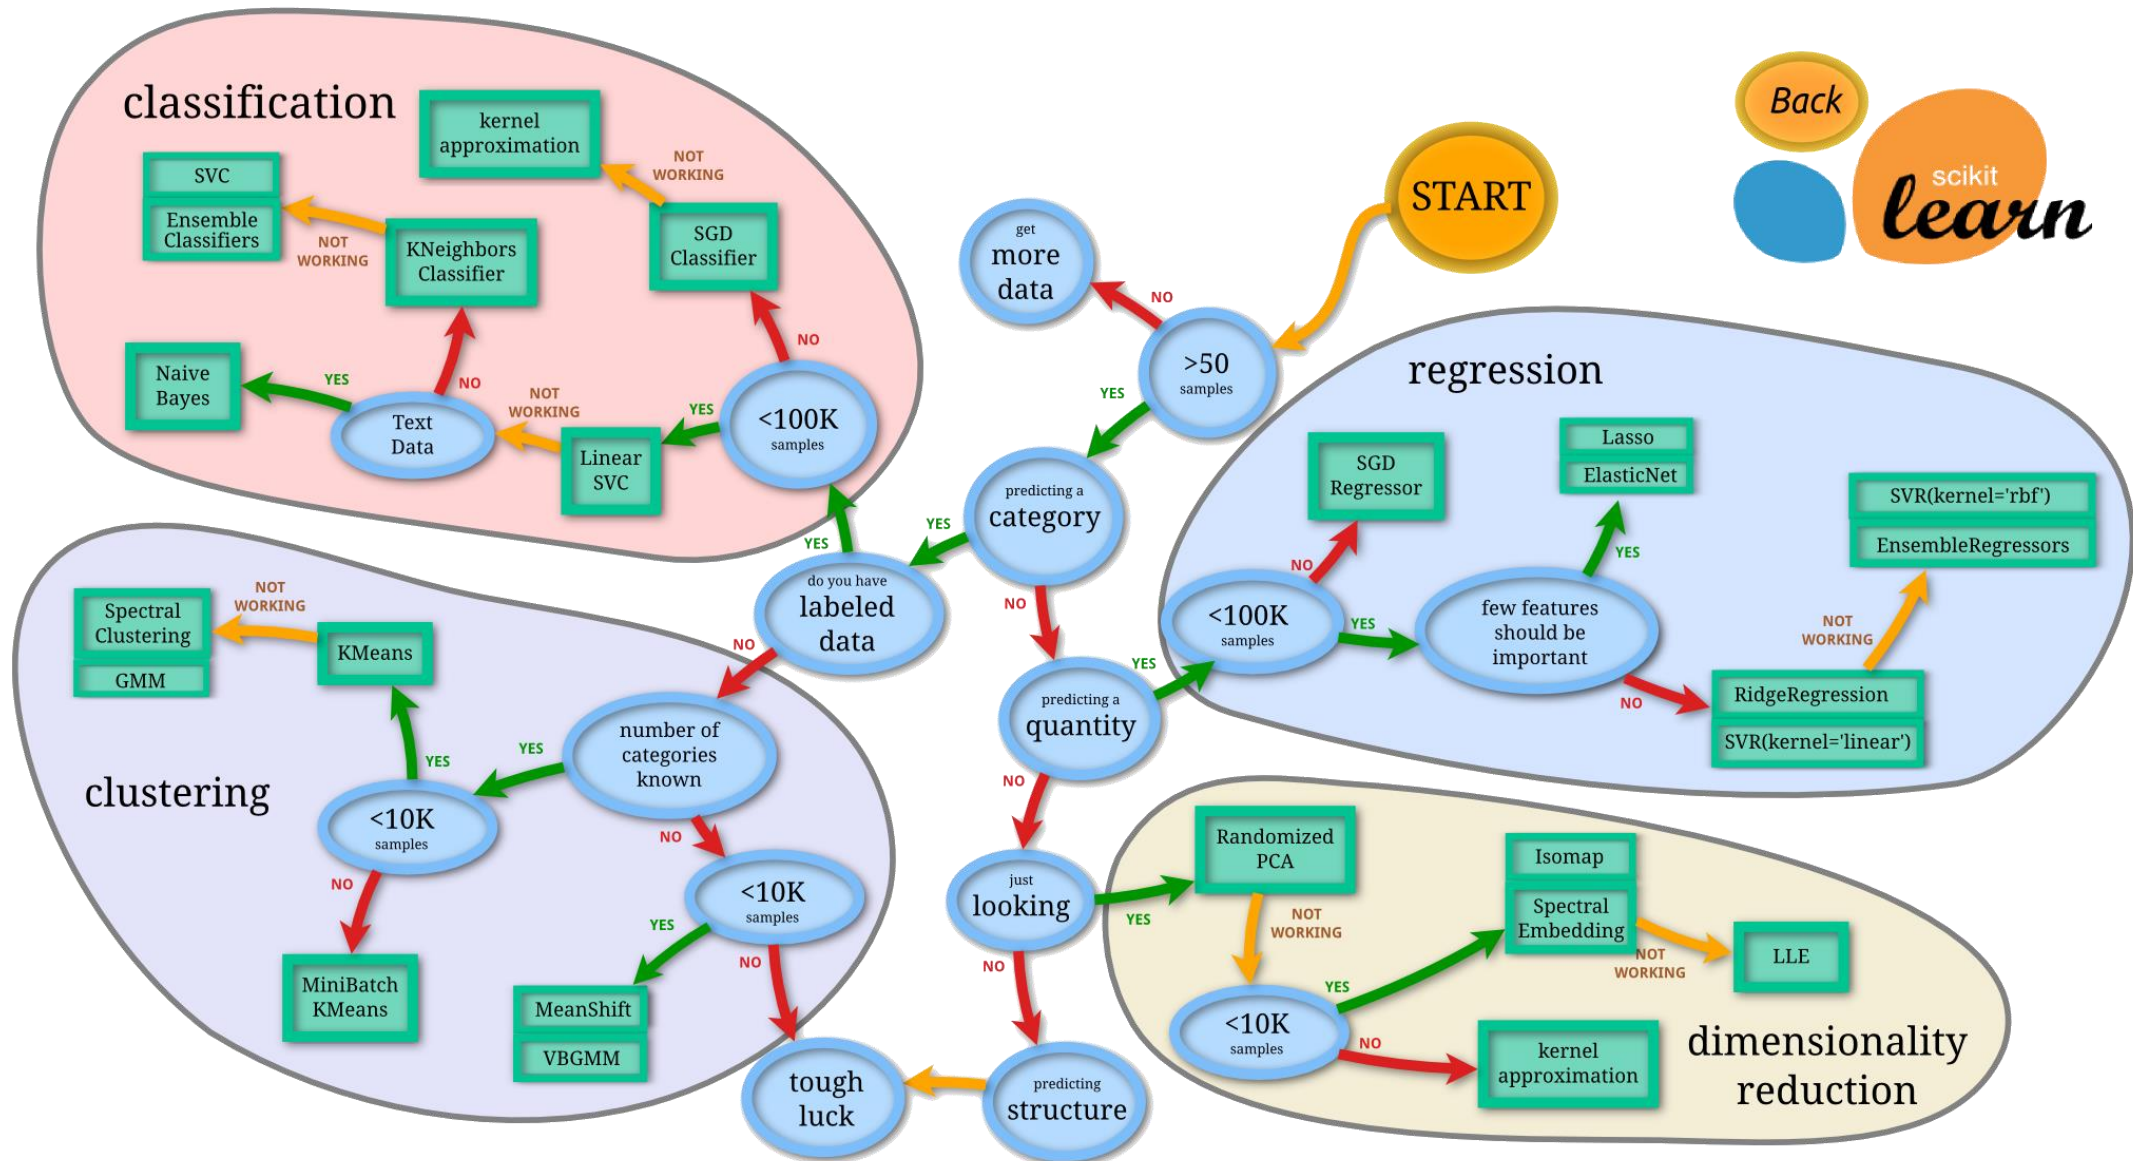 classification
kernel
approximation
NOT
WORKING
SVC
Ensemble
Classifiers
NOT
WORKING
KNeighbors
Classifier
SGD
Classifier
NO
Naive
Bayes
YES
NO
Text
Data
NOT
WORKING
Linear
SVC
YES
<100K
samples
START
Back
scikit
learn
get
more
data
NO
>50
samples
YES
predicting a
category
YES
NO
do you have
labeled
data
YES
NO
predicting a
quantity
YES
NO
just
looking
YES
NO
predicting
structure
tough
luck
regression
SGD
Regressor
NO
<100K
samples
YES
Lasso
ElasticNet
YES
few features
should be
important
NO
SVR(kernel='rbf')
EnsembleRegressors
NOT
WORKING
RidgeRegression
SVR(kernel='linear')
clustering
Spectral
Clustering
GMM
NOT
WORKING
KMeans
YES
<10K
samples
YES
number of
categories
known
NO
NO
MiniBatch
KMeans
<10K
samples
YES
NO
MeanShift
VBGMM
Randomized
PCA
NOT
WORKING
<10K
samples
YES
NO
Isomap
Spectral
Embedding
NOT
WORKING
LLE
kernel
approximation
dimensionality
reduction